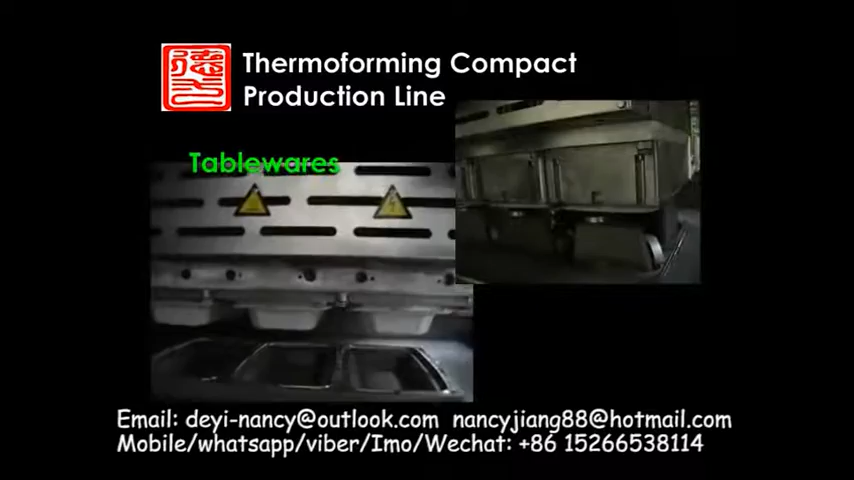 Thermoforming Compact
Production Line
Tablewares
Email: deyi-nancy@outlook.com  nancyjiang88@hotmail.com
Mobile/whatsapp/viber/Imo/Wechat: +86 15266538114